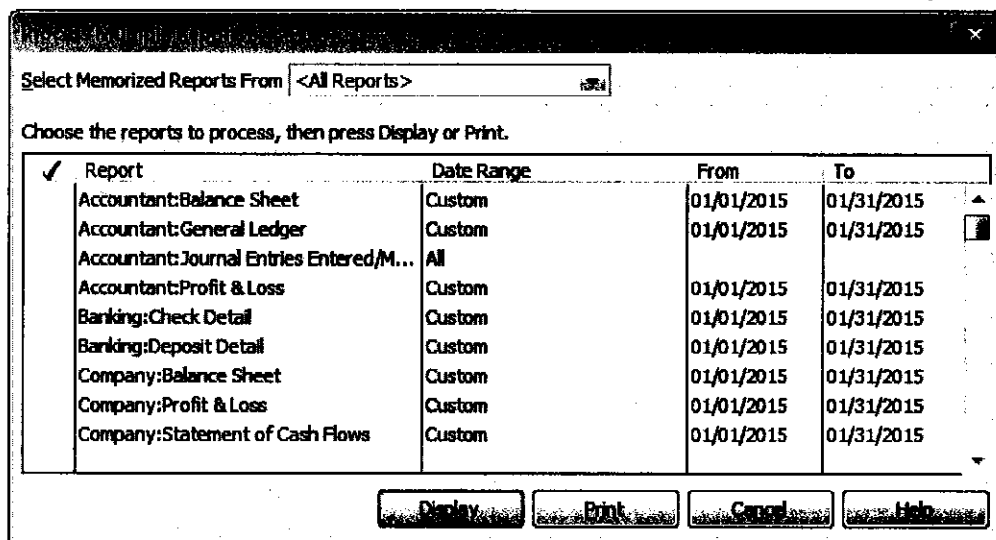 Select Memorized Reports From <All Reports>
Choose the reports to process, then press Display or Print.
✓ Report Date Range From To
Accountant:Balance Sheet Custom 01/01/2015 01/31/2015
Accountant:General Ledger Custom 01/01/2015 01/31/2015
Accountant:Journal Entries Entered/M... All
Accountant:Profit & Loss Custom 01/01/2015 01/31/2015
Banking:Check Detail Custom 01/01/2015 01/31/2015
Banking:Deposit Detail Custom 01/01/2015 01/31/2015
Company:Balance Sheet Custom 01/01/2015 01/31/2015
Company:Profit & Loss Custom 01/01/2015 01/31/2015
Company:Statement of Cash Flows Custom 01/01/2015 01/31/2015
Display Print Cancel Help